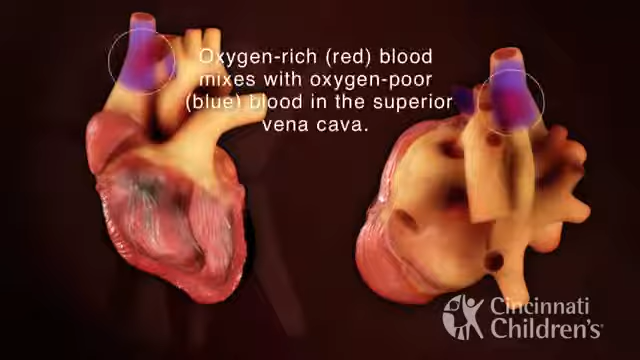 Oxygen-rich (red) blood
mixes with oxygen-poor
(blue) blood in the superior
vena cava.
Cincinnati
Children's